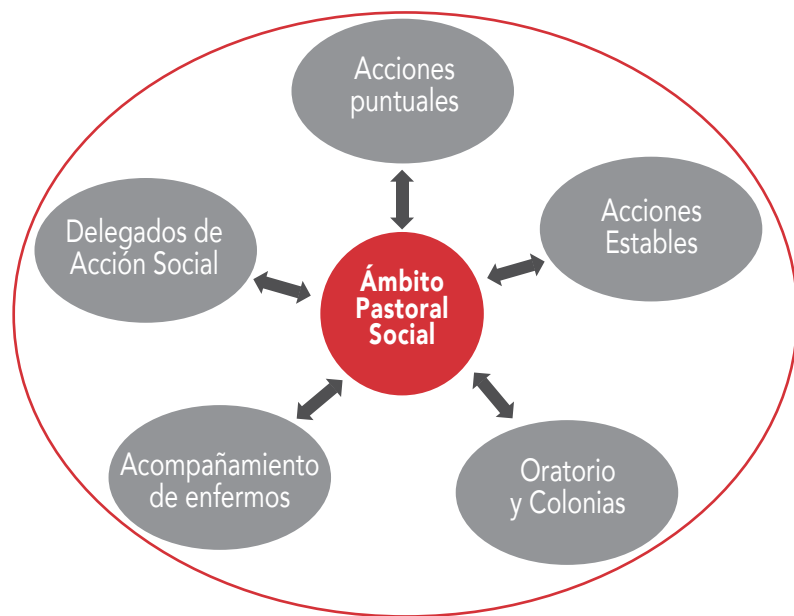 Acciones
puntuales
Acciones
Estables
Delegados de
Acción Social
Ámbito
Pastoral
Social
Acompañamiento
de enfermos
Oratorio
y Colonias